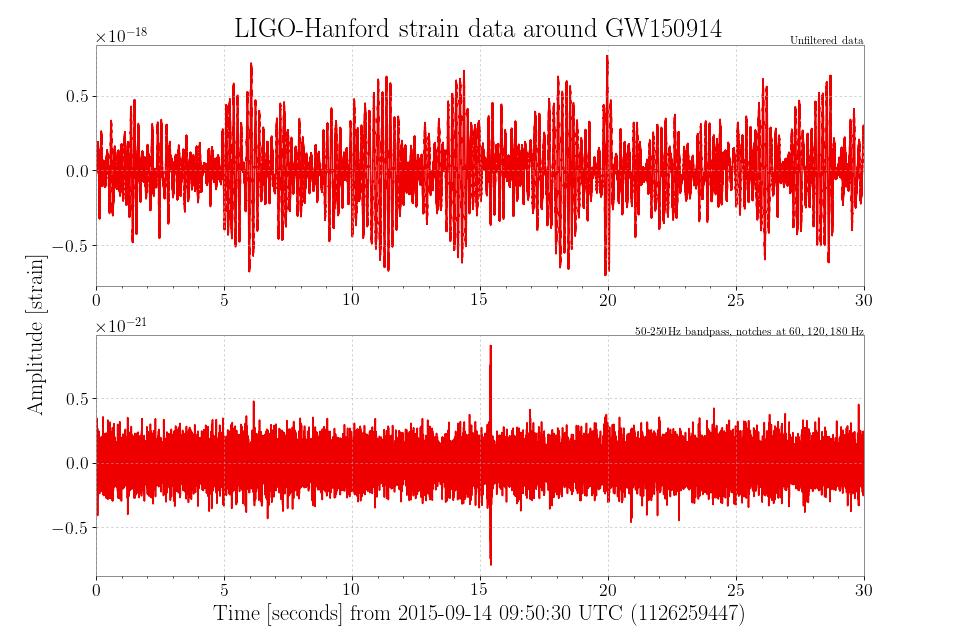 LIGO-Hanford strain data around GW150914
×10⁻¹⁸
Unfiltered data
0.5
0.0
−0.5
0 5 10 15 20 25 30
Amplitude [strain]
×10⁻²¹
50-250Hz bandpass, notches at 60, 120, 180 Hz
0.5
0.0
−0.5
0 5 10 15 20 25 30
Time [seconds] from 2015-09-14 09:50:30 UTC (1126259447)